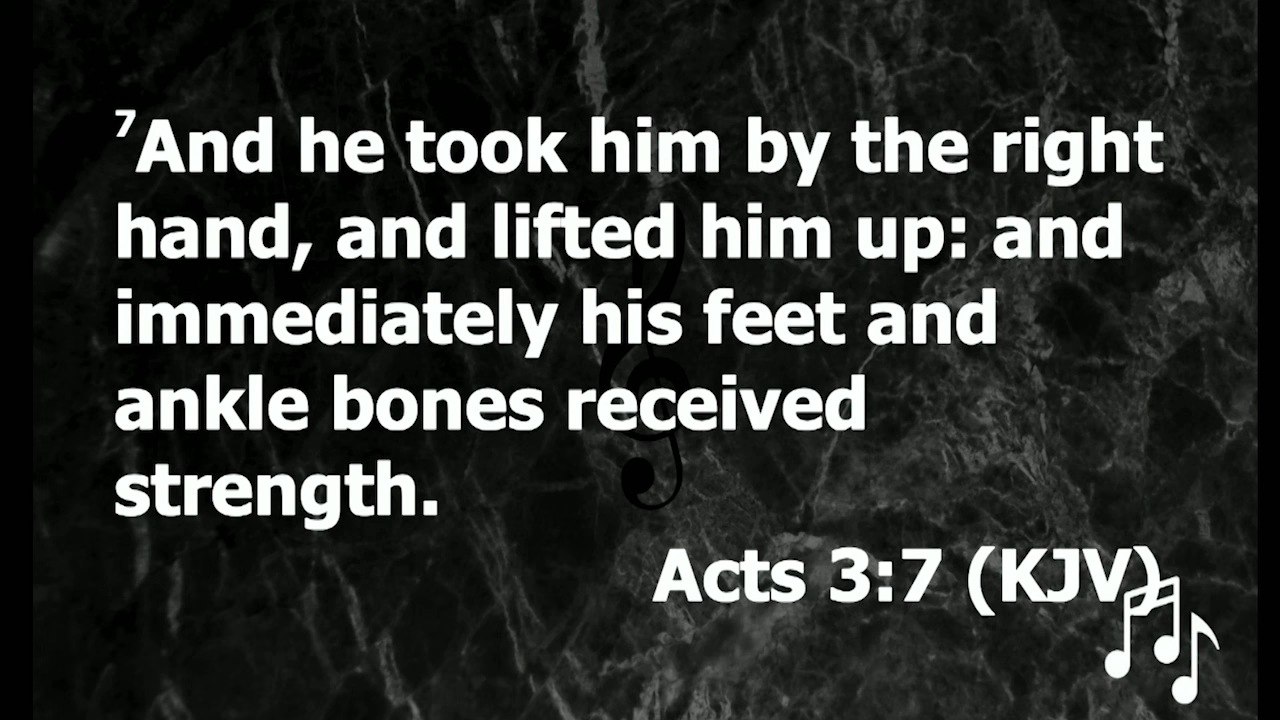 7And he took him by the right
hand, and lifted him up: and
immediately his feet and
ankle bones received
strength.
Acts 3:7 (KJV)